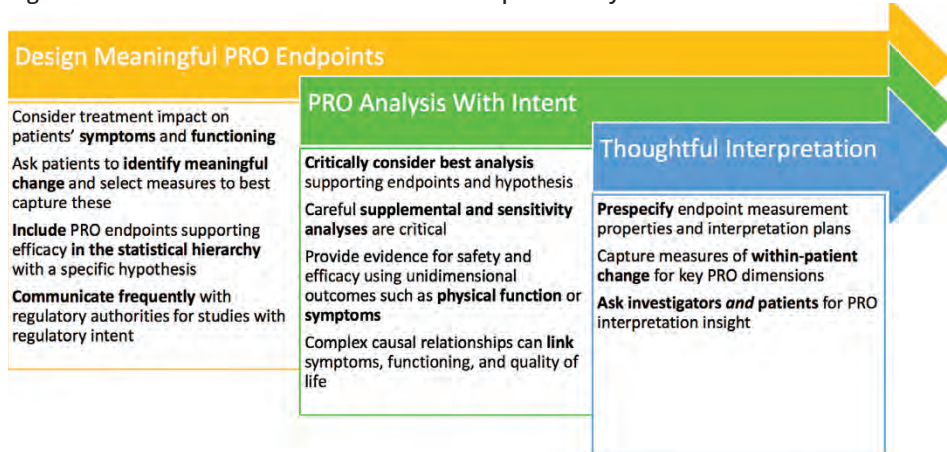 Design Meaningful PRO Endpoints
Consider treatment impact on
patients' symptoms and functioning
Ask patients to identify meaningful
change and select measures to best
capture these
Include PRO endpoints supporting
efficacy in the statistical hierarchy
with a specific hypothesis
Communicate frequently with
regulatory authorities for studies with
regulatory intent
PRO Analysis With Intent
Critically consider best analysis
supporting endpoints and hypothesis
Careful supplemental and sensitivity
analyses are critical
Provide evidence for safety and
efficacy using unidimensional
outcomes such as physical function or
symptoms
Complex causal relationships can link
symptoms, functioning, and quality of
life
Thoughtful Interpretation
Prespecify endpoint measurement
properties and interpretation plans
Capture measures of within-patient
change for key PRO dimensions
Ask investigators and patients for PRO
interpretation insight